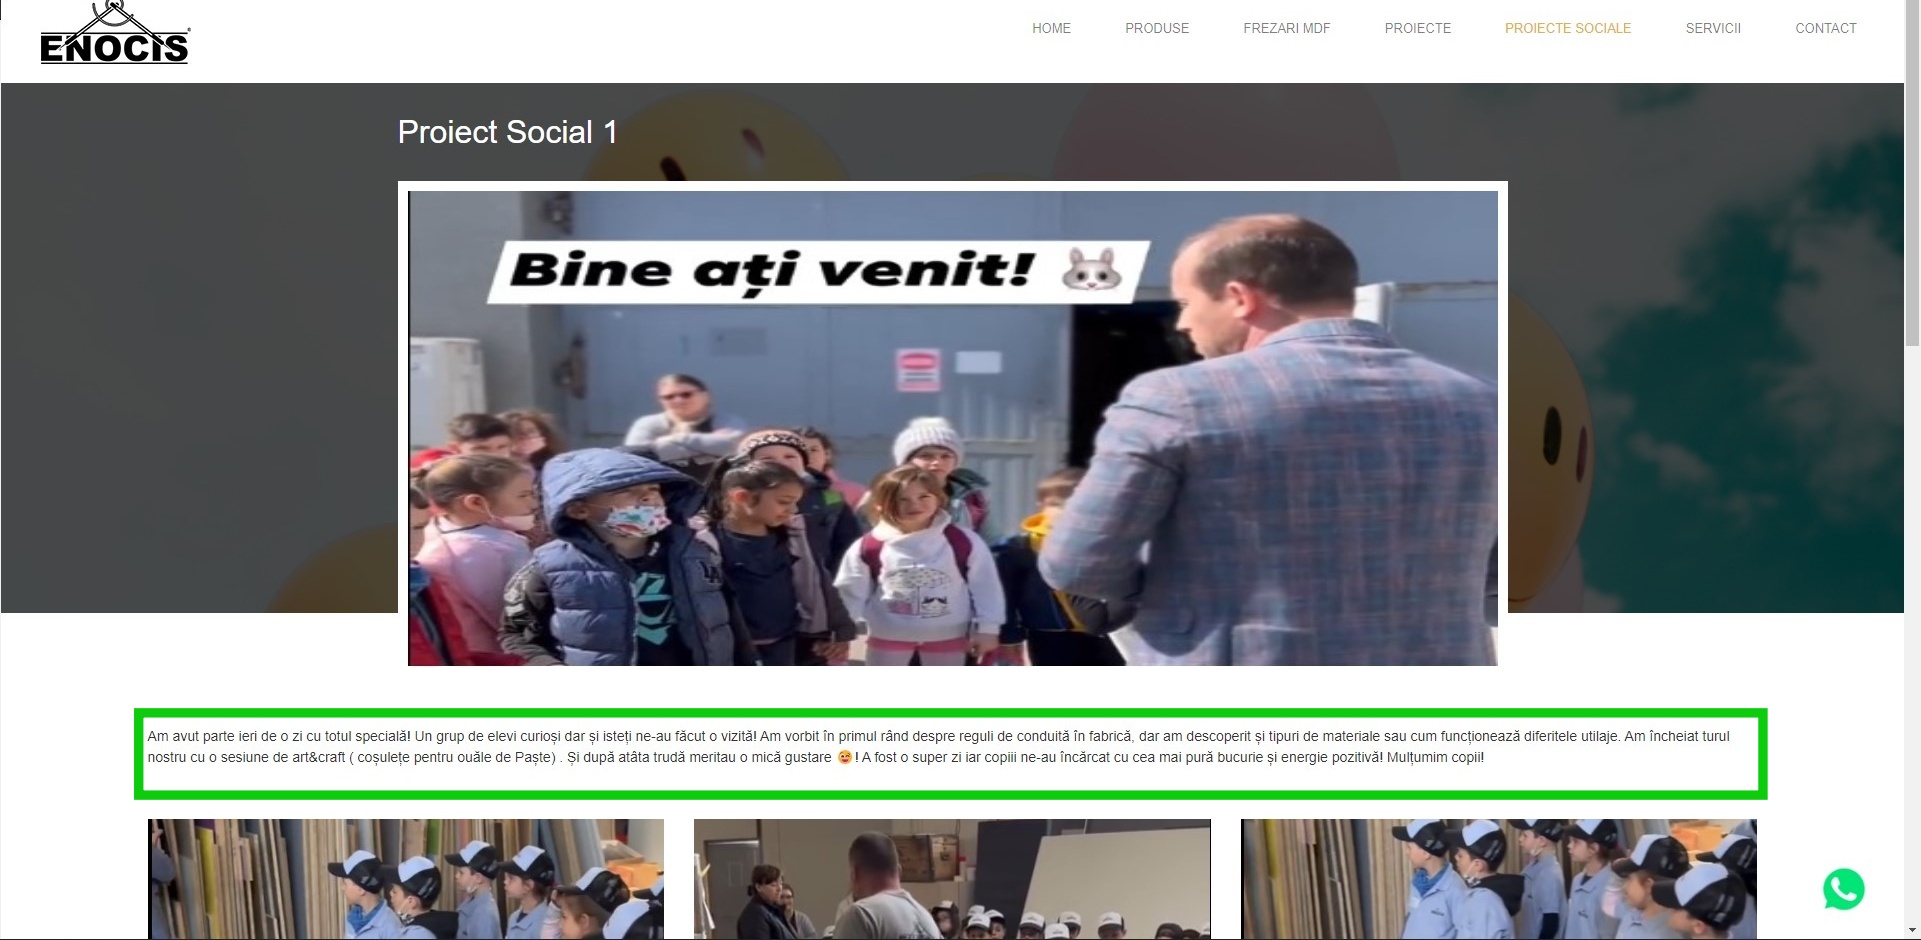 ENOCIS
HOME PRODUSE FREZARI MDF PROIECTE PROIECTE SOCIALE SERVICII CONTACT
Proiect Social 1
Bine ați venit!
Am avut parte ieri de o zi cu totul specială! Un grup de elevi curioși dar și isteți ne-au făcut o vizită! Am vorbit în primul rând despre reguli de conduită în fabrică, dar am descoperit și tipuri de materiale sau cum funcționează diferitele utilaje. Am încheiat turul
nostru cu o sesiune de art&craft ( coșulețe pentru ouăle de Paște) . Și după atâta trudă meritau o mică gustare 😋! A fost o super zi iar copiii ne-au încărcat cu cea mai pură bucurie și energie pozitivă! Mulțumim copii!